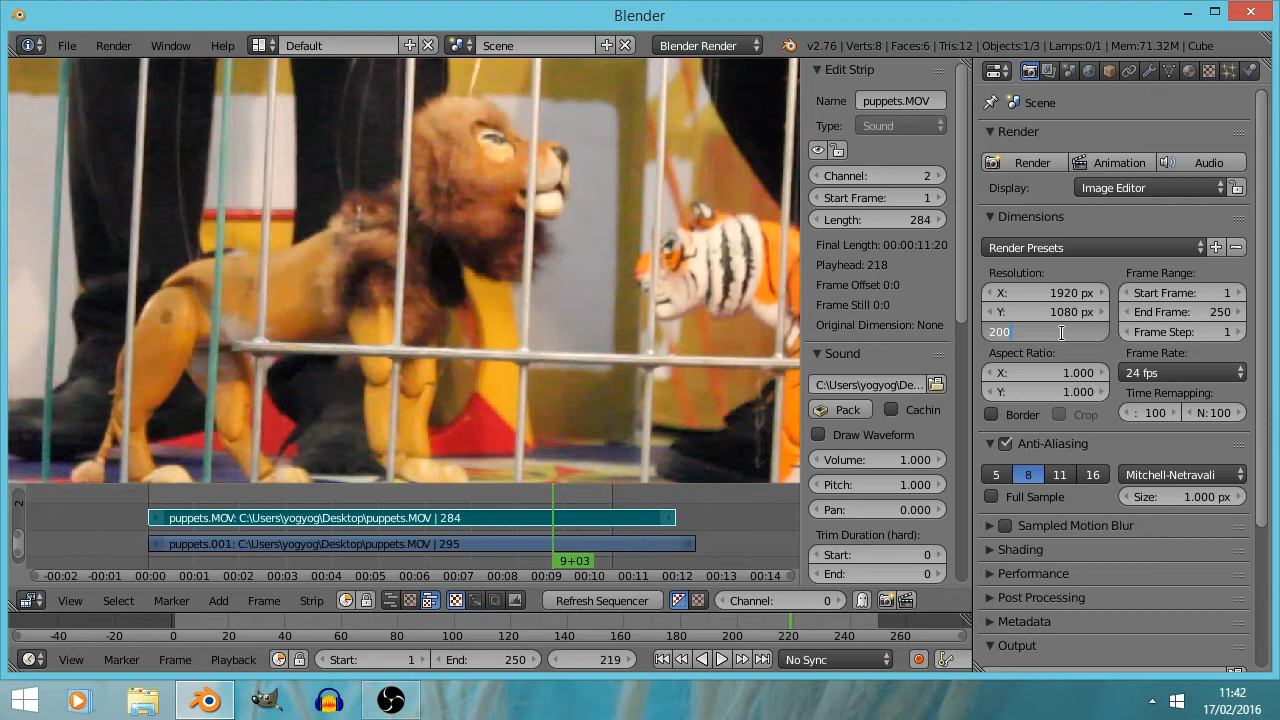 Blender
File Render Window Help Default Scene Blender Render v2.76 | Verts:8 | Faces:6 | Tris:12 | Objects:1/3 | Lamps:0/1 | Mem:71.32M | Cube
Edit Strip
Name puppets.MOV
Type: Sound
Channel: 2
Start Frame: 1
Length: 284
Final Length: 00:00:11:20
Playhead: 218
Frame Offset 0:0
Frame Still 0:0
Original Dimension: None
Sound
C:\Users\yogyog\De...
Pack Cachin
Draw Waveform
Volume: 1.000
Pitch: 1.000
Pan: 0.000
Trim Duration (hard):
Start: 0
End: 0
Scene
Render
Render Animation Audio
Display: Image Editor
Dimensions
Render Presets
Resolution:
X: 1920 px
Y: 1080 px
200
Aspect Ratio:
X: 1.000
Y: 1.000
Border Crop
Frame Range:
Start Frame: 1
End Frame: 250
Frame Step: 1
Frame Rate:
24 fps
Time Remapping:
: 100 N:100
Anti-Aliasing
5 8 11 16 Mitchell-Netravali
Full Sample Size: 1.000 px
Sampled Motion Blur
Shading
Performance
Post Processing
Metadata
Output
2
puppets.MOV: C:\Users\yogyog\Desktop\puppets.MOV | 284
puppets.001: C:\Users\yogyog\Desktop\puppets.MOV | 295
9+03
-00:02 -00:01 00:00 00:01 00:02 00:03 00:04 00:05 00:06 00:07 00:08 00:09 00:10 00:11 00:12 00:13 00:14
View Select Marker Add Frame Strip Refresh Sequencer Channel: 0
-40 -20 0 20 40 60 80 100 120 140 160 180 200 220 240 260
View Marker Frame Playback Start: 1 End: 250 219 No Sync
11:42
17/02/2016